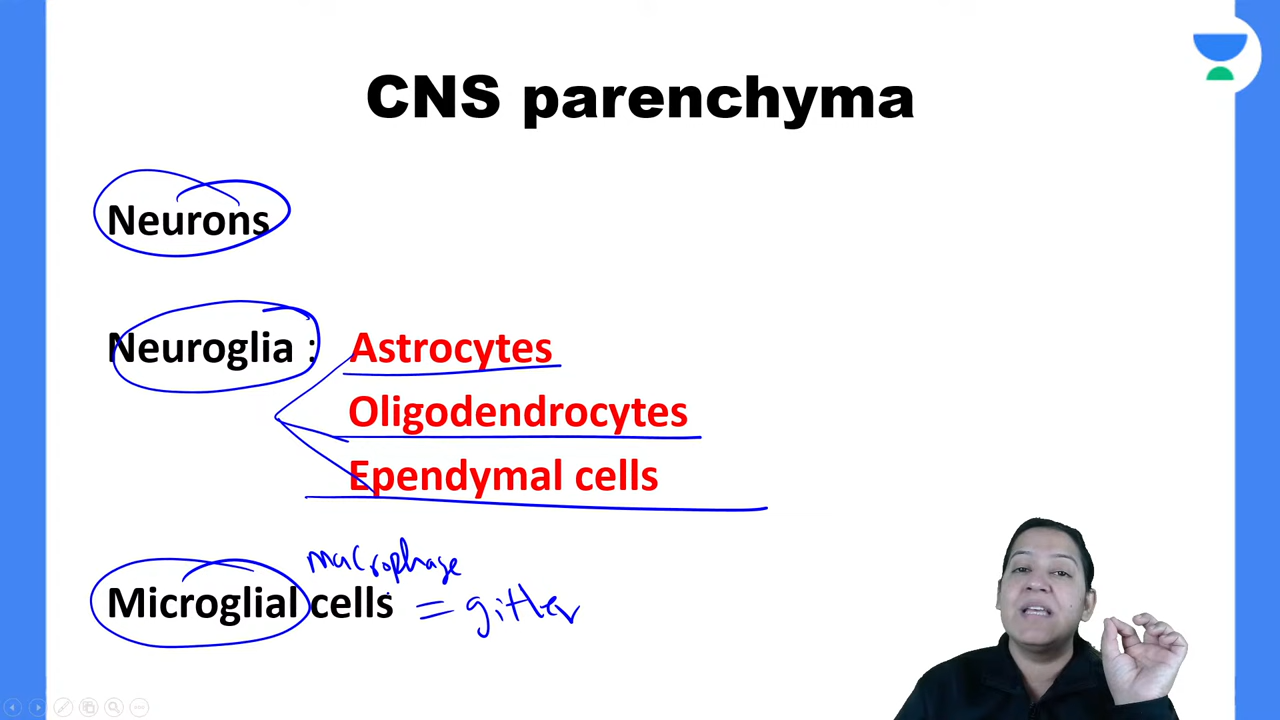 CNS parenchyma
Neurons
Neuroglia : Astrocytes
Oligodendrocytes
Ependymal cells
macrophage
Microglial cells = gitter